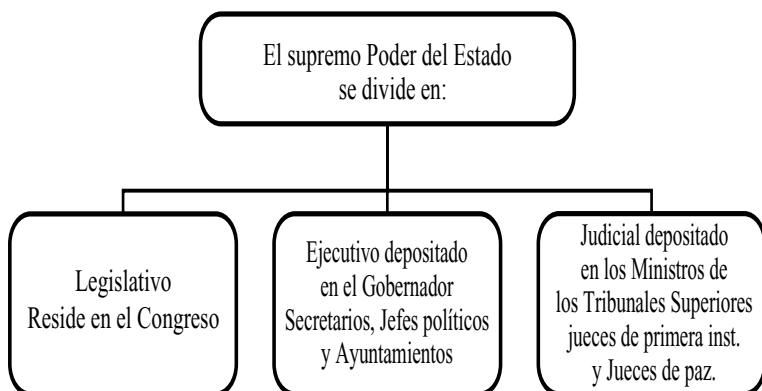 El supremo Poder del Estado
se divide en:
Legislativo
Reside en el Congreso
Ejecutivo depositado
en el Gobernador
Secretarios, Jefes políticos
y Ayuntamientos
Judicial depositado
en los Ministros de
los Tribunales Superiores
jueces de primera inst.
y Jueces de paz.